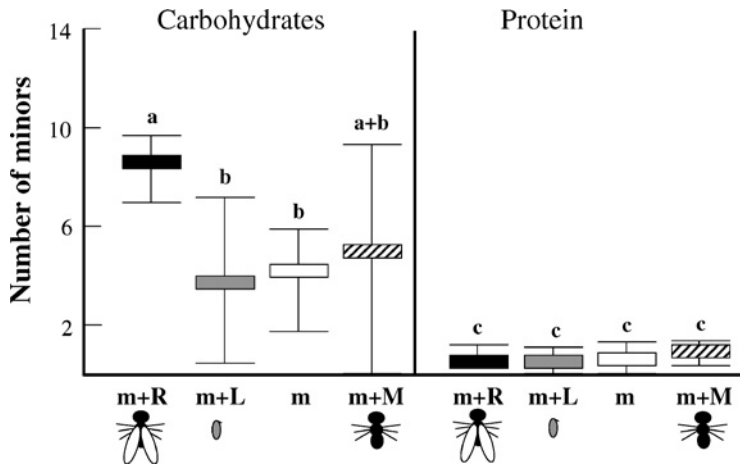 Carbohydrates Protein
Number of minors
14
10
6
2
a
b
b
a+b
c
c
c
c
m+R m+L m m+M m+R m+L m m+M